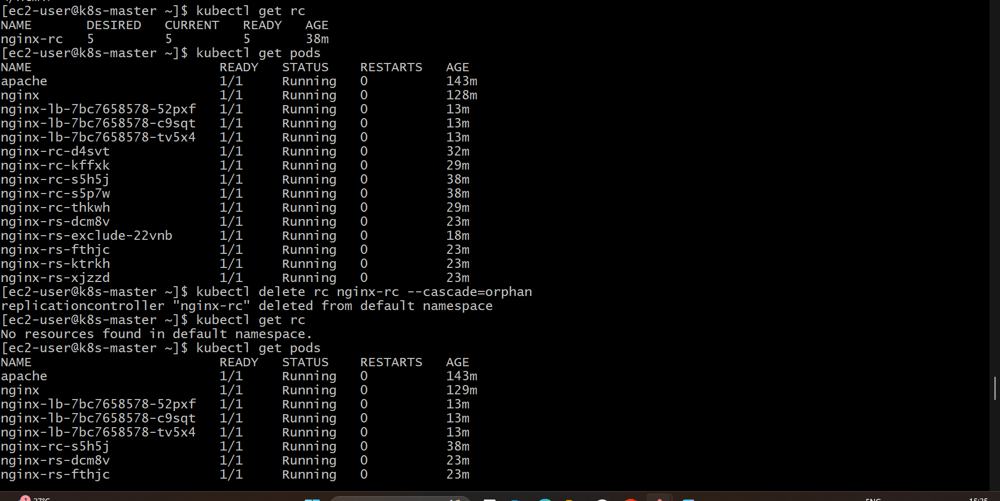 [ec2-user@k8s-master ~]$ kubectl get rc
NAME       DESIRED   CURRENT   READY   AGE
nginx-rc   5         5         5       38m
[ec2-user@k8s-master ~]$ kubectl get pods
NAME                        READY   STATUS    RESTARTS   AGE
apache                      1/1     Running   0          143m
nginx                       1/1     Running   0          128m
nginx-lb-7bc7658578-52pxf   1/1     Running   0          13m
nginx-lb-7bc7658578-c9sqt   1/1     Running   0          13m
nginx-lb-7bc7658578-tv5x4   1/1     Running   0          13m
nginx-rc-d4svt              1/1     Running   0          32m
nginx-rc-kffxk              1/1     Running   0          29m
nginx-rc-s5h5j              1/1     Running   0          38m
nginx-rc-s5p7w              1/1     Running   0          38m
nginx-rc-thkwh              1/1     Running   0          29m
nginx-rs-dcm8v              1/1     Running   0          23m
nginx-rs-exclude-22vnb      1/1     Running   0          18m
nginx-rs-fthjc              1/1     Running   0          23m
nginx-rs-ktrkh              1/1     Running   0          23m
nginx-rs-xjzzd              1/1     Running   0          23m
[ec2-user@k8s-master ~]$ kubectl delete rc nginx-rc --cascade=orphan
replicationcontroller "nginx-rc" deleted from default namespace
[ec2-user@k8s-master ~]$ kubectl get rc
No resources found in default namespace.
[ec2-user@k8s-master ~]$ kubectl get pods
NAME                        READY   STATUS    RESTARTS   AGE
apache                      1/1     Running   0          143m
nginx                       1/1     Running   0          129m
nginx-lb-7bc7658578-52pxf   1/1     Running   0          13m
nginx-lb-7bc7658578-c9sqt   1/1     Running   0          13m
nginx-lb-7bc7658578-tv5x4   1/1     Running   0          13m
nginx-rc-s5h5j              1/1     Running   0          38m
nginx-rs-dcm8v              1/1     Running   0          23m
nginx-rs-fthjc              1/1     Running   0          23m
1 27°C ENG